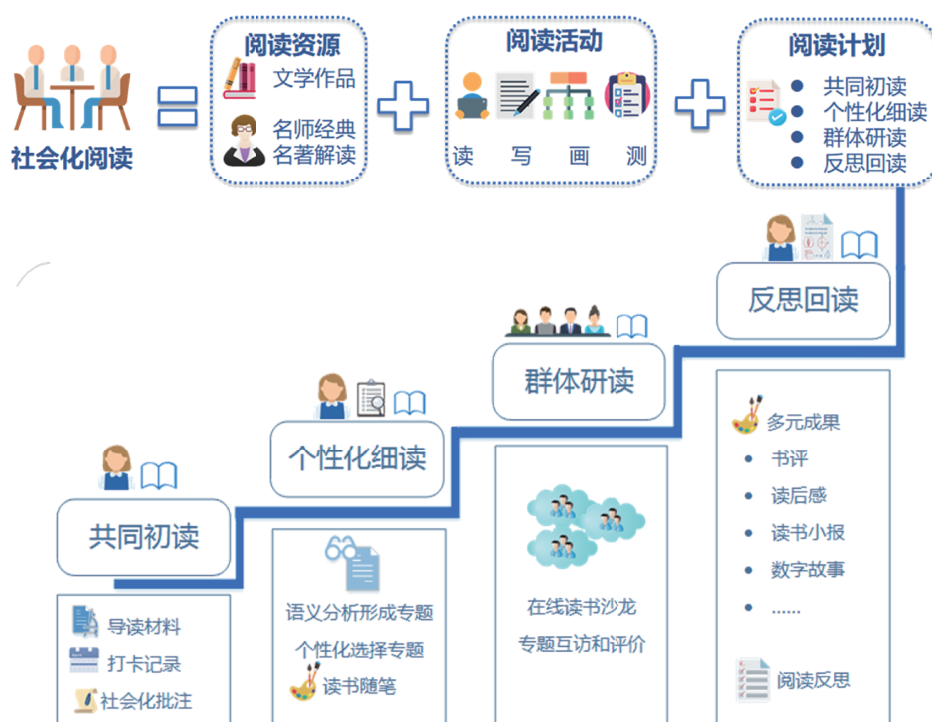 社会化阅读
阅读资源
文学作品
名师经典
名著解读
阅读活动
读 写 画 测
阅读计划
共同初读
个性化细读
群体研读
反思回读
反思回读
群体研读
个性化细读
共同初读
导读材料
打卡记录
社会化批注
语义分析形成专题
个性化选择专题
读书随笔
在线读书沙龙
专题互访和评价
多元成果
书评
读后感
读书小报
数字故事
......
阅读反思